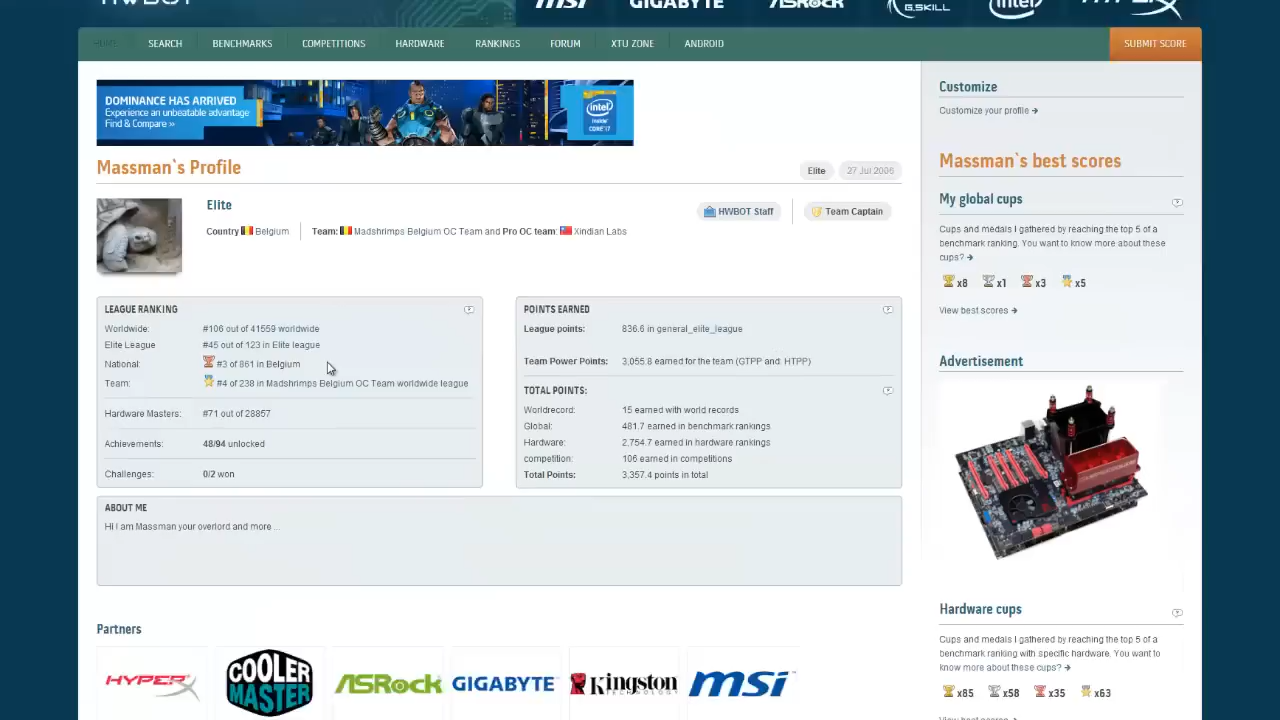 HWBOT
msi GIGABYTE ASRock G.SKILL intel HYPERX
HOME SEARCH BENCHMARKS COMPETITIONS HARDWARE RANKINGS FORUM XTU ZONE ANDROID SUBMIT SCORE
DOMINANCE HAS ARRIVED
Experience an unbeatable advantage
Find & Compare »
intel inside CORE i7
Massman`s Profile
Elite 27 Jul 2006
Elite
HWBOT Staff Team Captain
Country Belgium Team: Madshrimps Belgium OC Team and Pro OC team: Xindian Labs
LEAGUE RANKING
Worldwide: #106 out of 41559 worldwide
Elite League #45 out of 123 in Elite league
National: #3 of 861 in Belgium
Team: #4 of 238 in Madshrimps Belgium OC Team worldwide league
Hardware Masters: #71 out of 28857
Achievements: 48/94 unlocked
Challenges: 0/2 won
POINTS EARNED
League points: 836.6 in general_elite_league
Team Power Points: 3,055.8 earned for the team (GTPP and: HTPP)
TOTAL POINTS:
Worldrecord: 15 earned with world records
Global: 481.7 earned in benchmark rankings
Hardware: 2,754.7 earned in hardware rankings
competition: 106 earned in competitions
Total Points: 3,357.4 points in total
ABOUT ME
Hi I am Massman your overlord and more ...
Partners
HYPERX COOLER MASTER ASRock GIGABYTE Kingston TECHNOLOGY msi
Customize
Customize your profile
Massman`s best scores
My global cups
Cups and medals I gathered by reaching the top 5 of a
benchmark ranking. You want to know more about these
cups?
x8 x1 x3 x5
View best scores
Advertisement
Hardware cups
Cups and medals I gathered by reaching the top 5 of a
benchmark ranking with specific hardware. You want to
know more about these cups?
x85 x58 x35 x63
View best scores